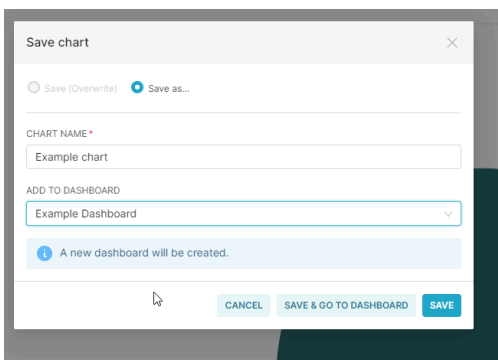 Save chart
Save (Overwrite) Save as...
CHART NAME *
Example chart
ADD TO DASHBOARD
Example Dashboard
A new dashboard will be created.
CANCEL SAVE & GO TO DASHBOARD SAVE